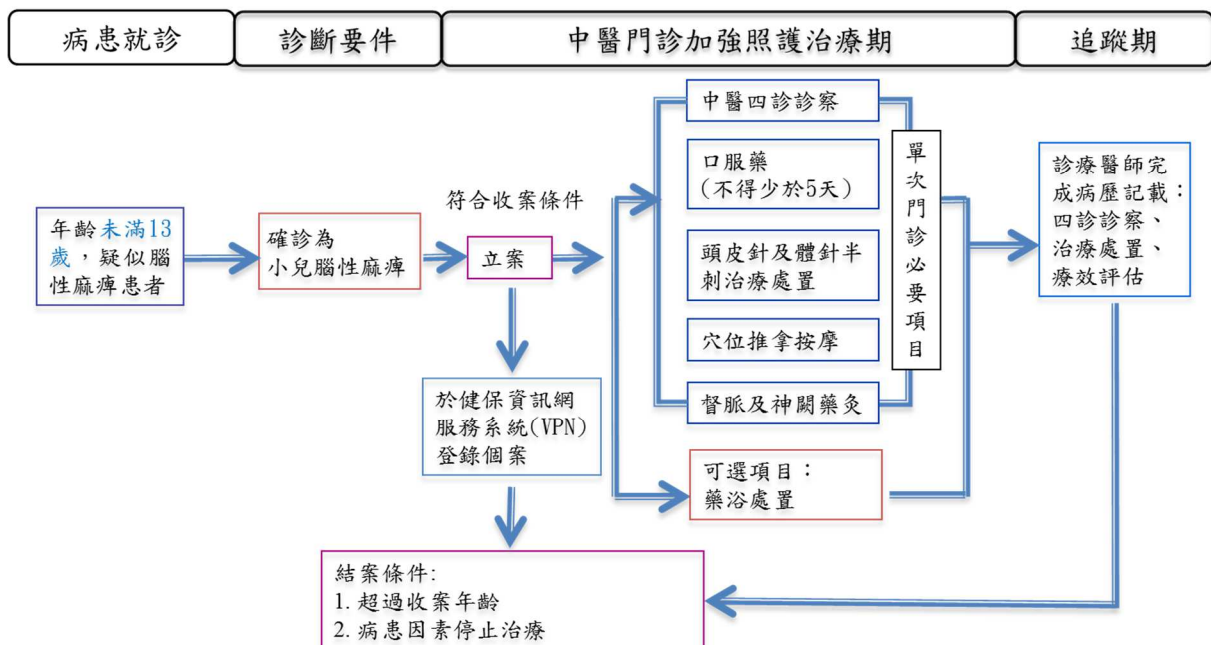 病患就診
診斷要件
中醫門診加強照護治療期
追蹤期
年齡未滿13
歲，疑似腦
性麻痺患者
確診為
小兒腦性麻痺
符合收案條件
立案
於健保資訊網
服務系統(VPN)
登錄個案
中醫四診診察
口服藥
(不得少於5天)
頭皮針及體針半
刺治療處置
穴位推拿按摩
督脈及神闕藥灸
單次門診必要項目
可選項目：
藥浴處置
診療醫師完
成病歷記載：
四診診察、
治療處置、
療效評估
結案條件:
1. 超過收案年齡
2. 病患因素停止治療